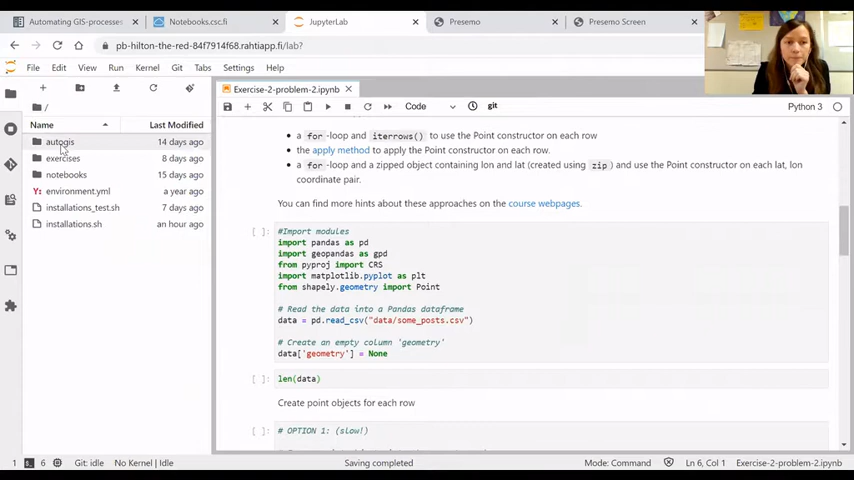 Automating GIS-processes
Notebooks.csc.fi
JupyterLab
Presemo
Presemo Screen
pb-hilton-the-red-84f7914f68.rahtiapp.fi/lab?
File Edit View Run Kernel Git Tabs Settings Help
Exercise-2-problem-2.ipynb
Code
git
Python 3
/
Name Last Modified
autogis 14 days ago
exercises 8 days ago
notebooks 15 days ago
Y: environment.yml a year ago
installations_test.sh 7 days ago
installations.sh an hour ago
a for -loop and iterrows() to use the Point constructor on each row
the apply method to apply the Point constructor on each row.
a for -loop and a zipped object containing lon and lat (created using zip ) and use the Point constructor on each lat, lon
coordinate pair.
You can find more hints about these approaches on the course webpages.
[ ]: #Import modules
import pandas as pd
import geopandas as gpd
from pyproj import CRS
import matplotlib.pyplot as plt
from shapely.geometry import Point
# Read the data into a Pandas dataframe
data = pd.read_csv("data/some_posts.csv")
# Create an empty column 'geometry'
data['geometry'] = None
[ ]: len(data)
Create point objects for each row
[ ]: # OPTION 1: (slow!)
1 6 Git: idle No Kernel | Idle Saving completed Mode: Command Ln 6, Col 1 Exercise-2-problem-2.ipynb